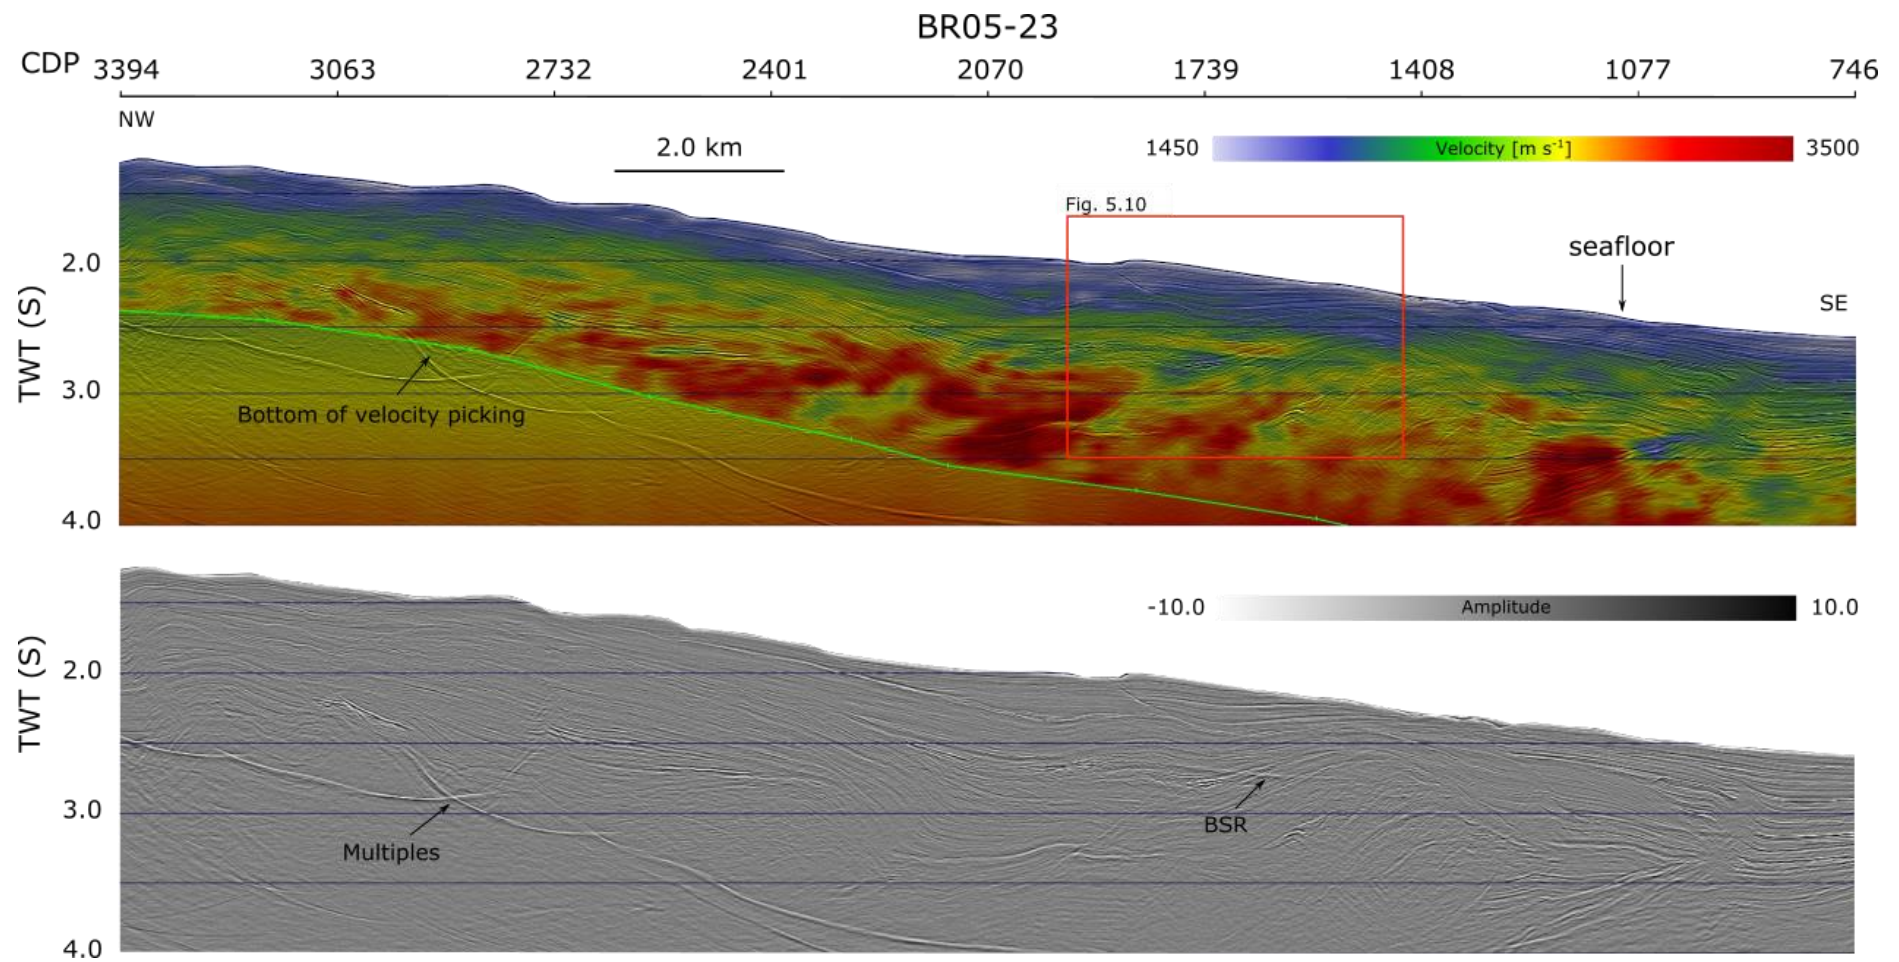 BR05-23
CDP 3394 3063 2732 2401 2070 1739 1408 1077 746
NW
2.0 km
1450 Velocity [m s-1] 3500
Fig. 5.10
seafloor
SE
TWT (S)
2.0
3.0
4.0
Bottom of velocity picking
-10.0 Amplitude 10.0
TWT (S)
2.0
3.0
4.0
BSR
Multiples